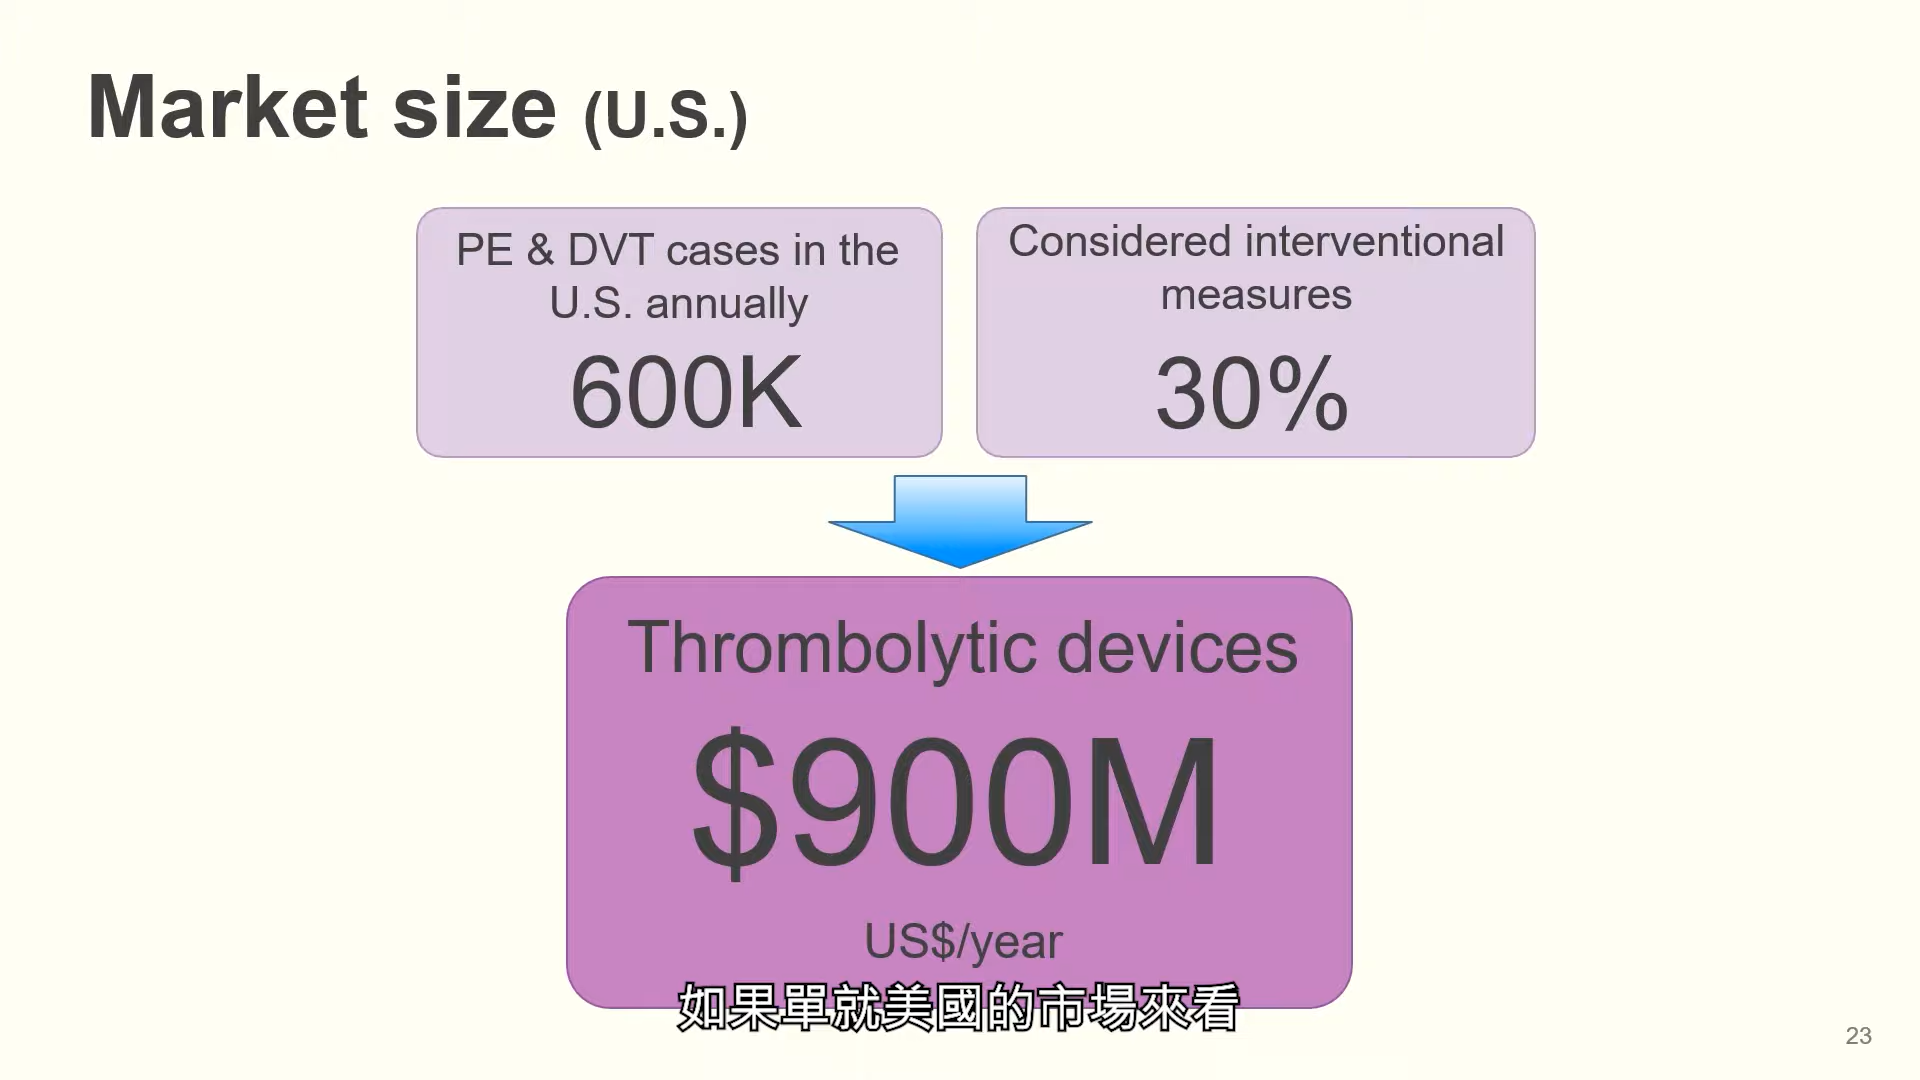 Market size (U.S.)
PE & DVT cases in the
U.S. annually
600K
Considered interventional
measures
30%
Thrombolytic devices
$900M
US$/year
如果單就美國的市場來看
23